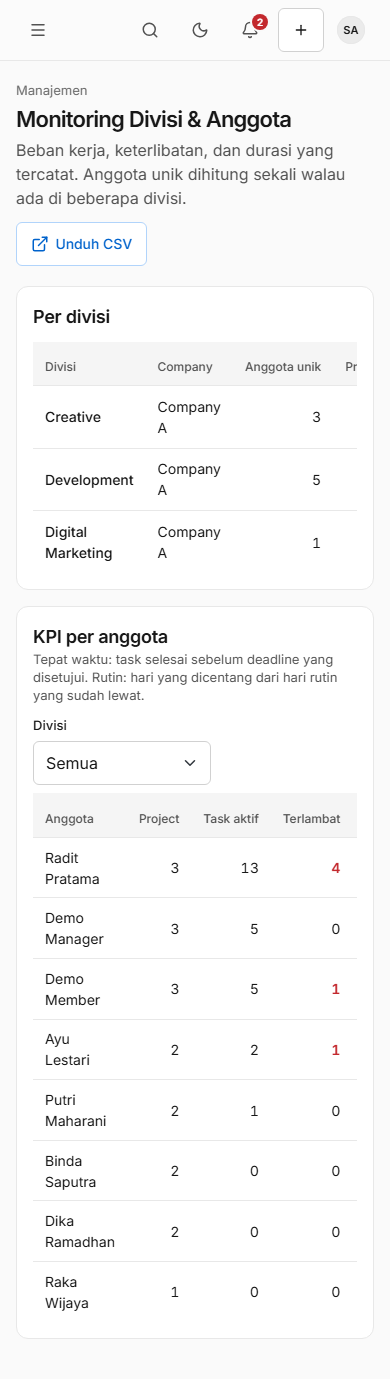 2
SA
Manajemen
Monitoring Divisi & Anggota
Beban kerja, keterlibatan, dan durasi yang
tercatat. Anggota unik dihitung sekali walau
ada di beberapa divisi.
Unduh CSV
Per divisi
Divisi Company Anggota unik Pr
Creative Company A 3
Development Company A 5
Digital Marketing Company A 1
KPI per anggota
Tepat waktu: task selesai sebelum deadline yang
disetujui. Rutin: hari yang dicentang dari hari rutin
yang sudah lewat.
Divisi
Semua
Anggota Project Task aktif Terlambat
Radit Pratama 3 13 4
Demo Manager 3 5 0
Demo Member 3 5 1
Ayu Lestari 2 2 1
Putri Maharani 2 1 0
Binda Saputra 2 0 0
Dika Ramadhan 2 0 0
Raka Wijaya 1 0 0